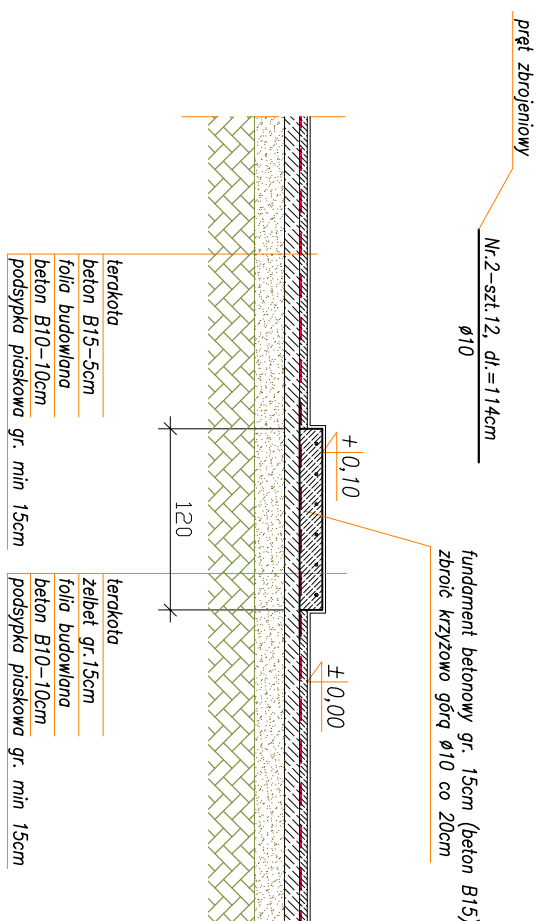 pręt zbrojeniowy
Nr.2-szt.12, dł.=114cm
ø10
fundament betonowy gr. 15cm (beton B15)
zbroić krzyżowo górą ø10 co 20cm
+0,10
±0,00
120
terakota
beton B15-5cm
folia budowlana
beton B10-10cm
podsypka piaskowa gr. min 15cm
terakota
żelbet gr.15cm
folia budowlana
beton B10-10cm
podsypka piaskowa gr. min 15cm